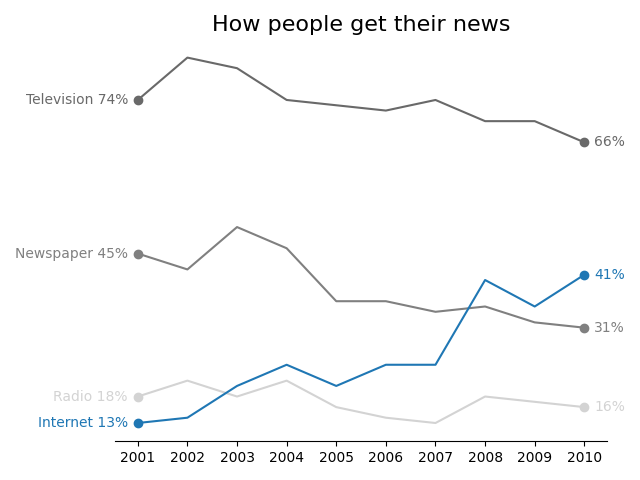 How people get their news
Television 74%
66%
Newspaper 45%
41%
31%
Radio 18%
16%
Internet 13%
2001 2002 2003 2004 2005 2006 2007 2008 2009 2010